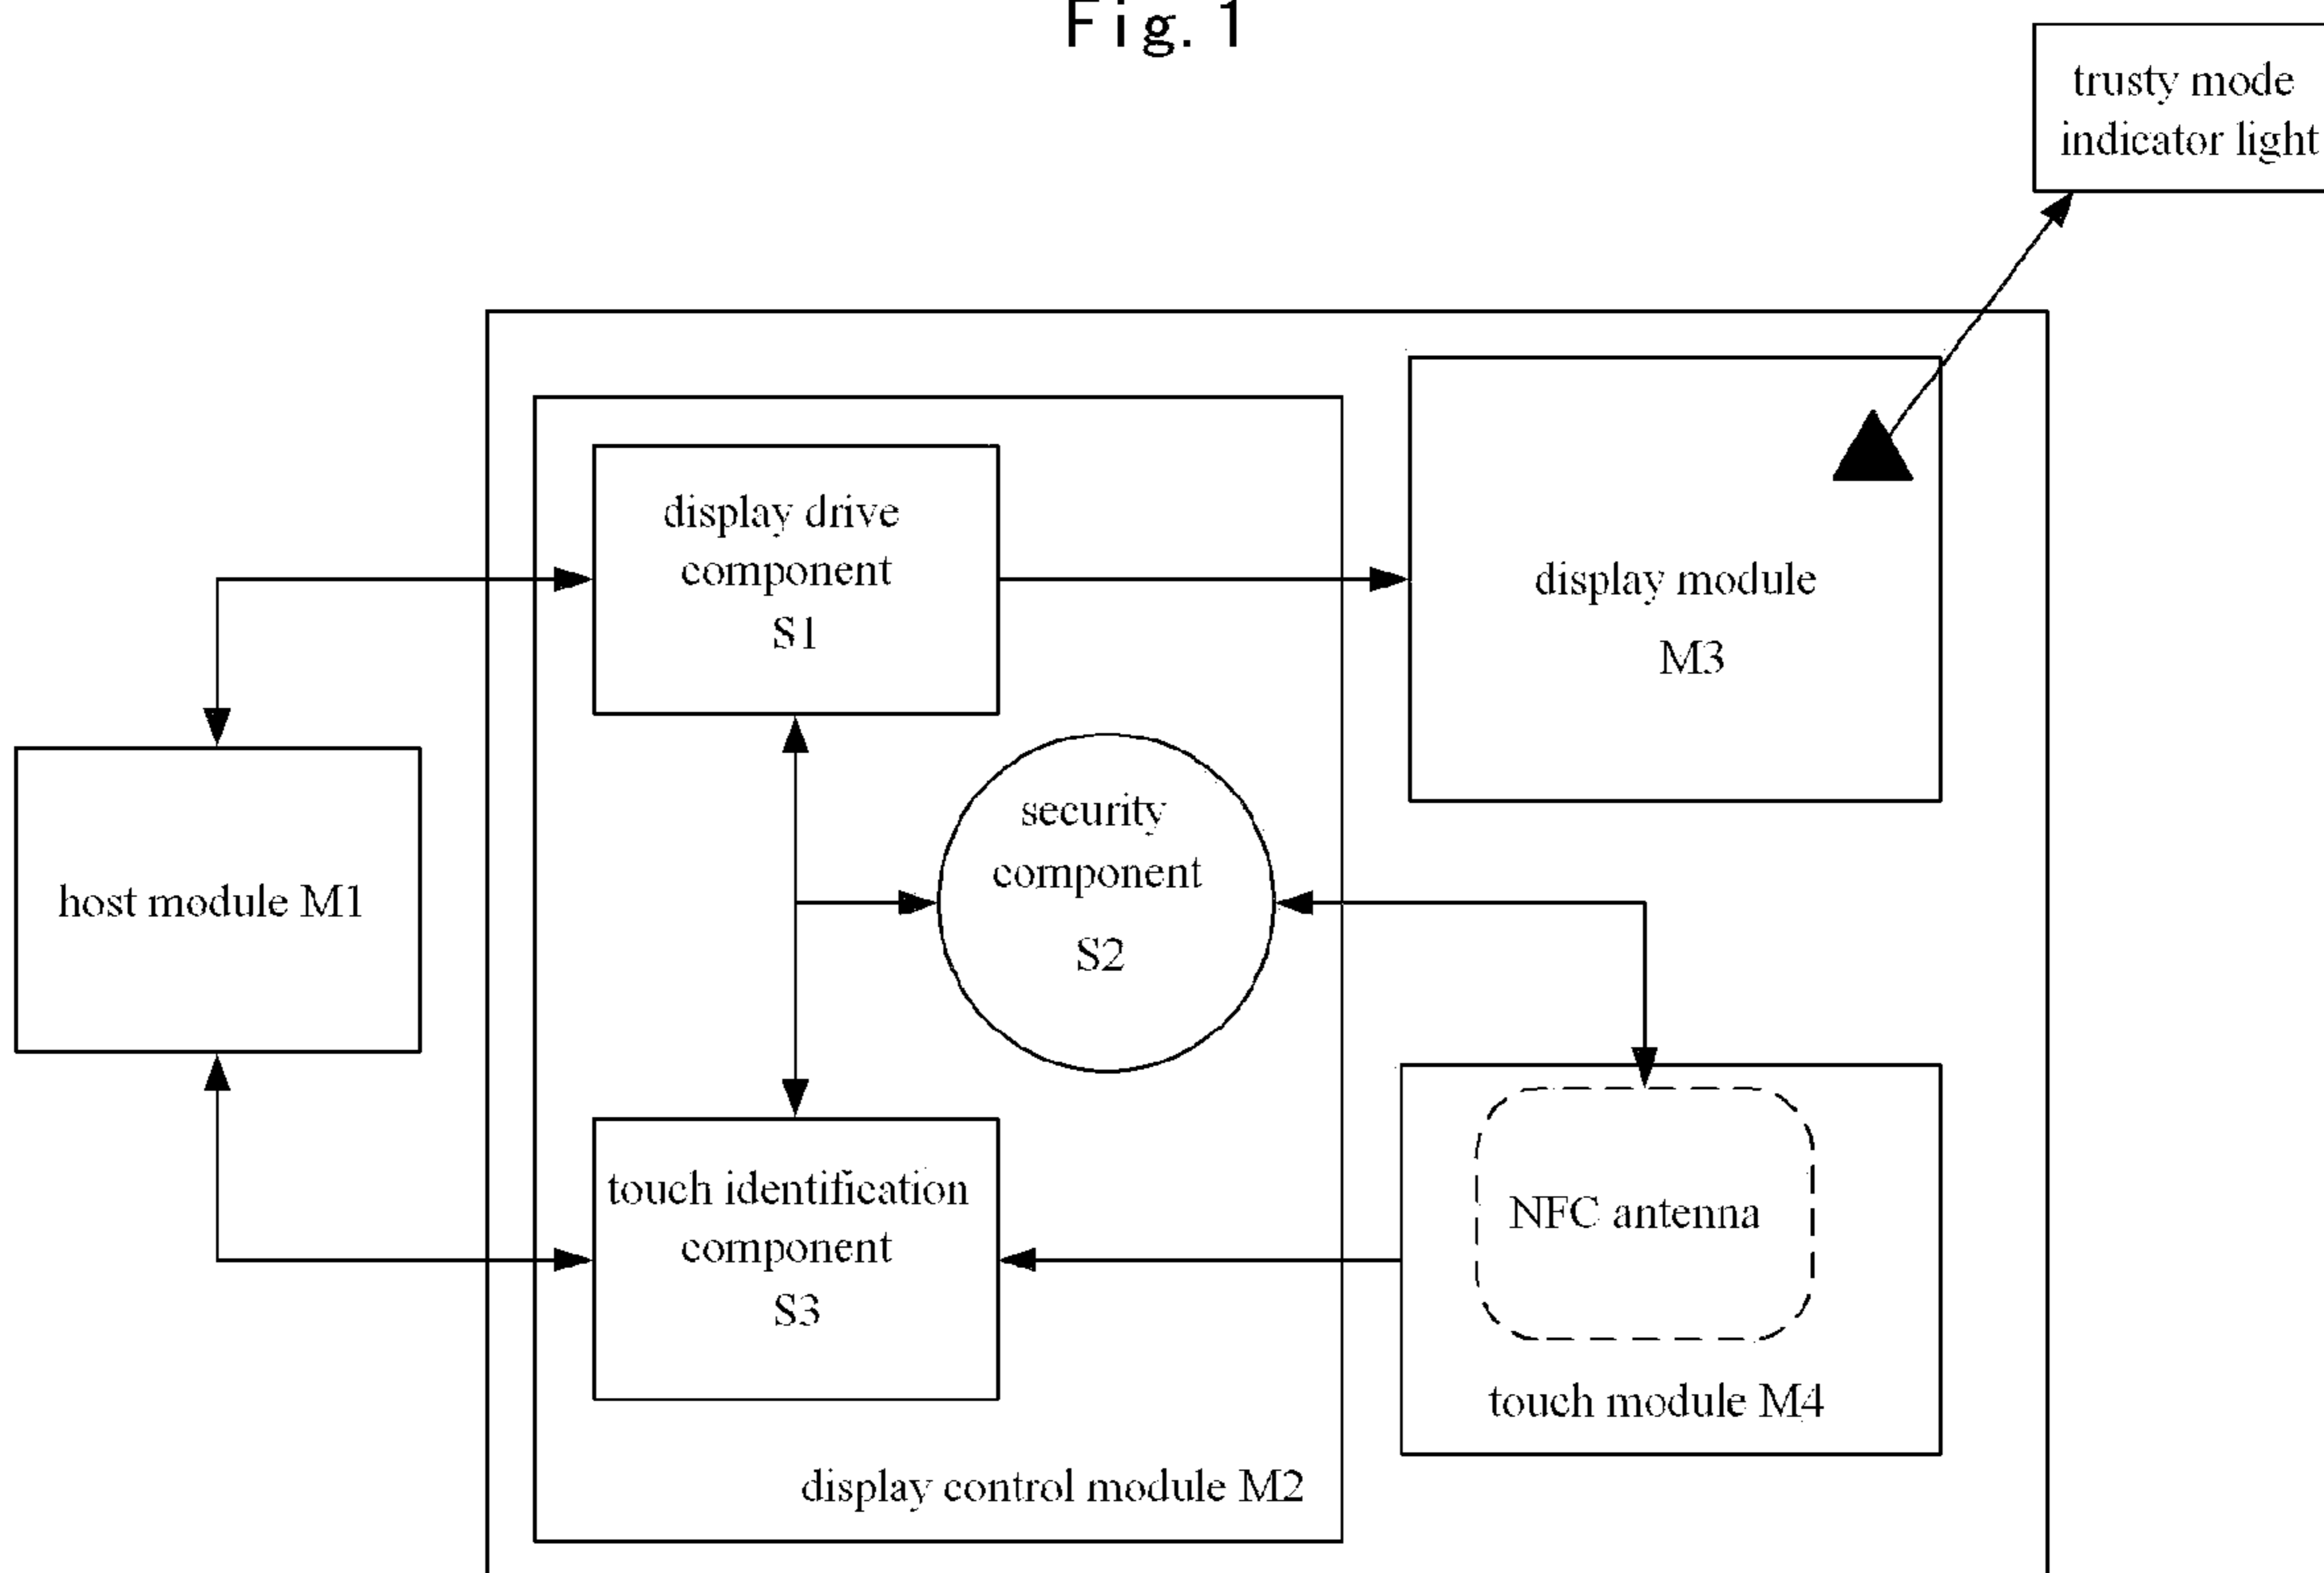 Fig. 1
trusty mode
indicator light
display drive
component
S1
display module
M3
security
component
S2
host module M1
touch identification
component
S3
NFC antenna
touch module M4
display control module M2